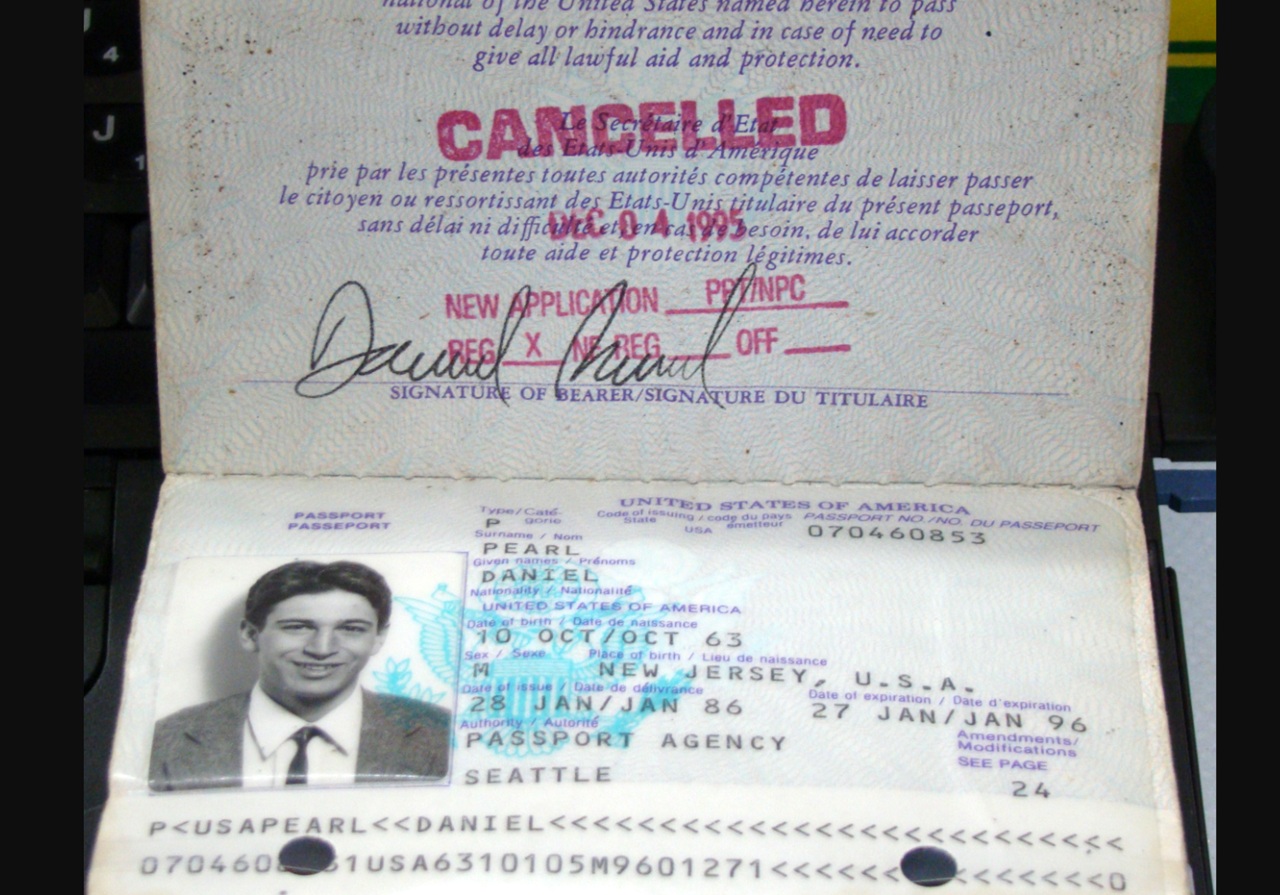 national of the United States named herein to pass
without delay or hindrance and in case of need to
give all lawful aid and protection.
CANCELLED
Le Secrétaire d'Etat
des Etats-Unis d'Amérique
prie par les présentes toutes autorités compétentes de laisser passer
le citoyen ou ressortissant des Etats-Unis titulaire du présent passeport,
DEC 04 1995
sans délai ni difficulté et, en cas de besoin, de lui accorder
toute aide et protection légitimes.
NEW APPLICATION PPT/NPC
REG X NE REG OFF
Daniel Pearl
SIGNATURE OF BEARER/SIGNATURE DU TITULAIRE
UNITED STATES OF AMERICA
PASSPORT
PASSEPORT
Type/Caté-
gorie
P
Code of issuing / code du pays
State émetteur
USA
PASSPORT NO./NO. DU PASSEPORT
070460853
Surname / Nom
PEARL
Given names / Prénoms
DANIEL
Nationality / Nationalité
UNITED STATES OF AMERICA
Date of birth / Date de naissance
10 OCT/OCT 63
Sex / Sexe Place of birth / Lieu de naissance
M NEW JERSEY, U.S.A.
Date of issue / Date de délivrance Date of expiration / Date d'expiration
28 JAN/JAN 86 27 JAN/JAN 96
Authority / Autorité
PASSPORT AGENCY
SEATTLE
Amendments/
Modifications
SEE PAGE
24
P<USAPEARL<<DANIEL<<<<<<<<<<<<<<<<<<<<<<<<<<
070460 1USA6310105M9601271<<<<<< <<<<<<<0
J
4
1